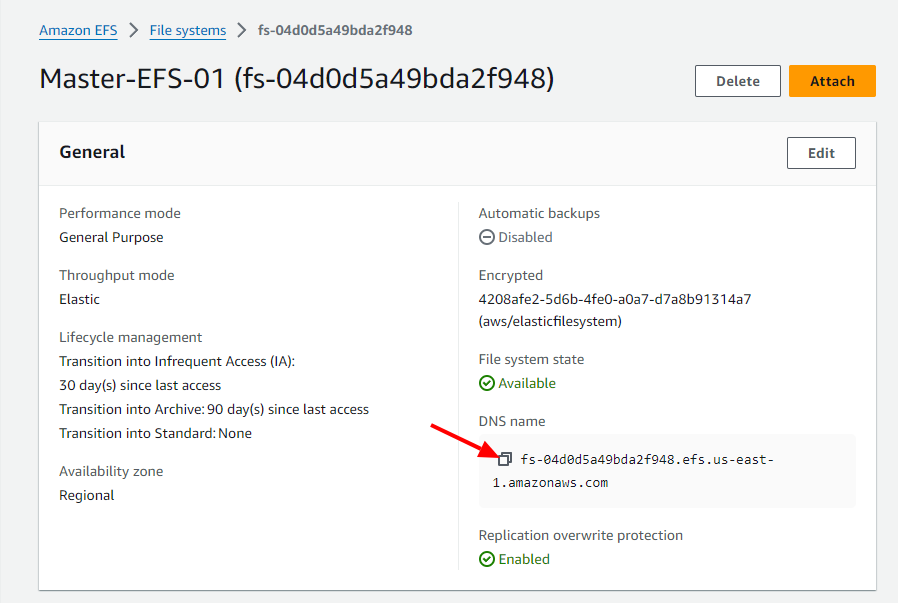 Amazon EFS > File systems > fs-04d0d5a49bda2f948
Master-EFS-01 (fs-04d0d5a49bda2f948)
Delete
Attach
General
Edit
Performance mode
General Purpose
Throughput mode
Elastic
Lifecycle management
Transition into Infrequent Access (IA):
30 day(s) since last access
Transition into Archive: 90 day(s) since last access
Transition into Standard: None
Availability zone
Regional
Automatic backups
Disabled
Encrypted
4208afe2-5d6b-4fe0-a0a7-d7a8b91314a7
(aws/elasticfilesystem)
File system state
Available
DNS name
fs-04d0d5a49bda2f948.efs.us-east-
1.amazonaws.com
Replication overwrite protection
Enabled